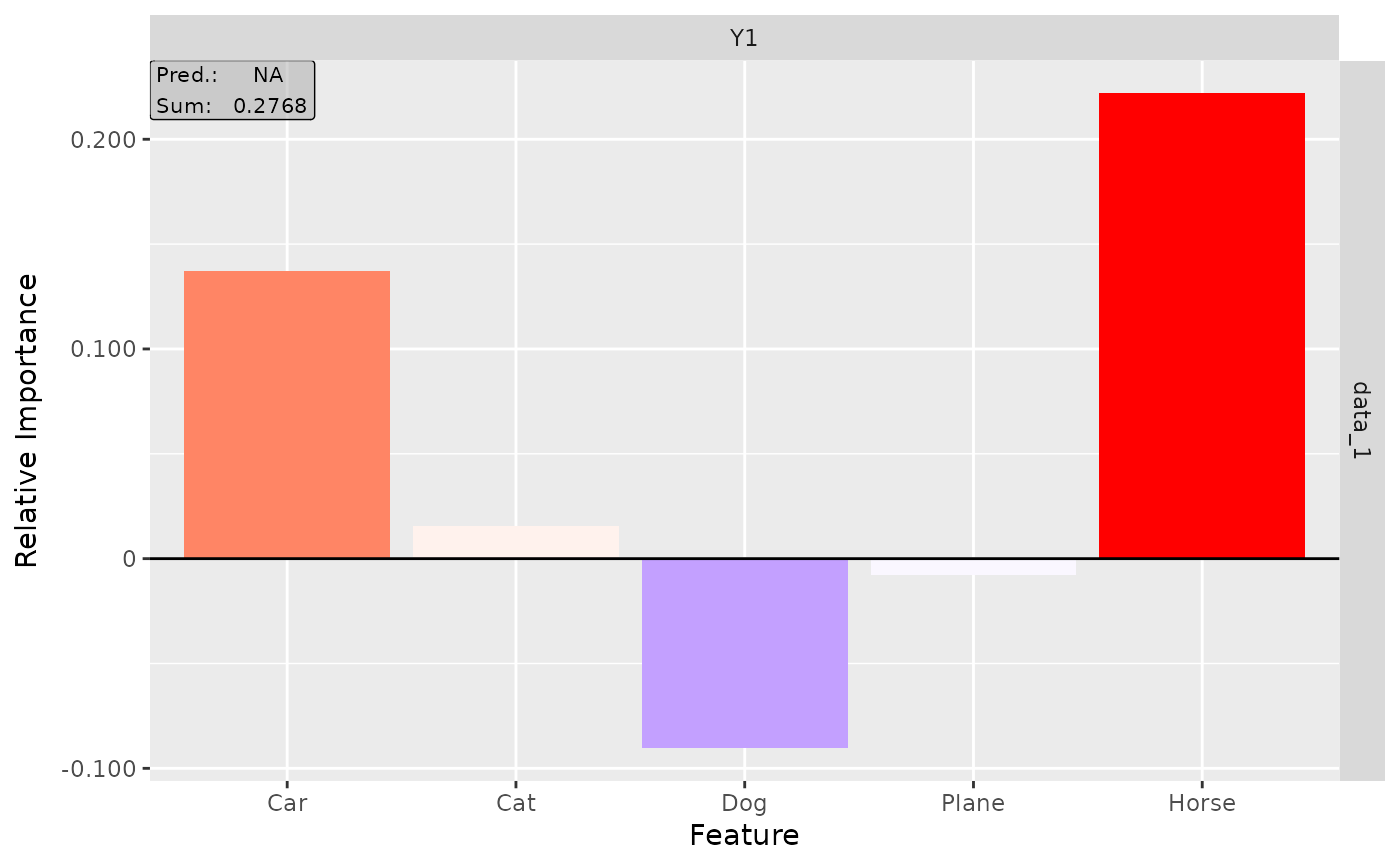 Y1
Pred.: NA
Sum: 0.2768
0.200
0.100
0
-0.100
Relative Importance
data_1
Car Cat Dog Plane Horse
Feature